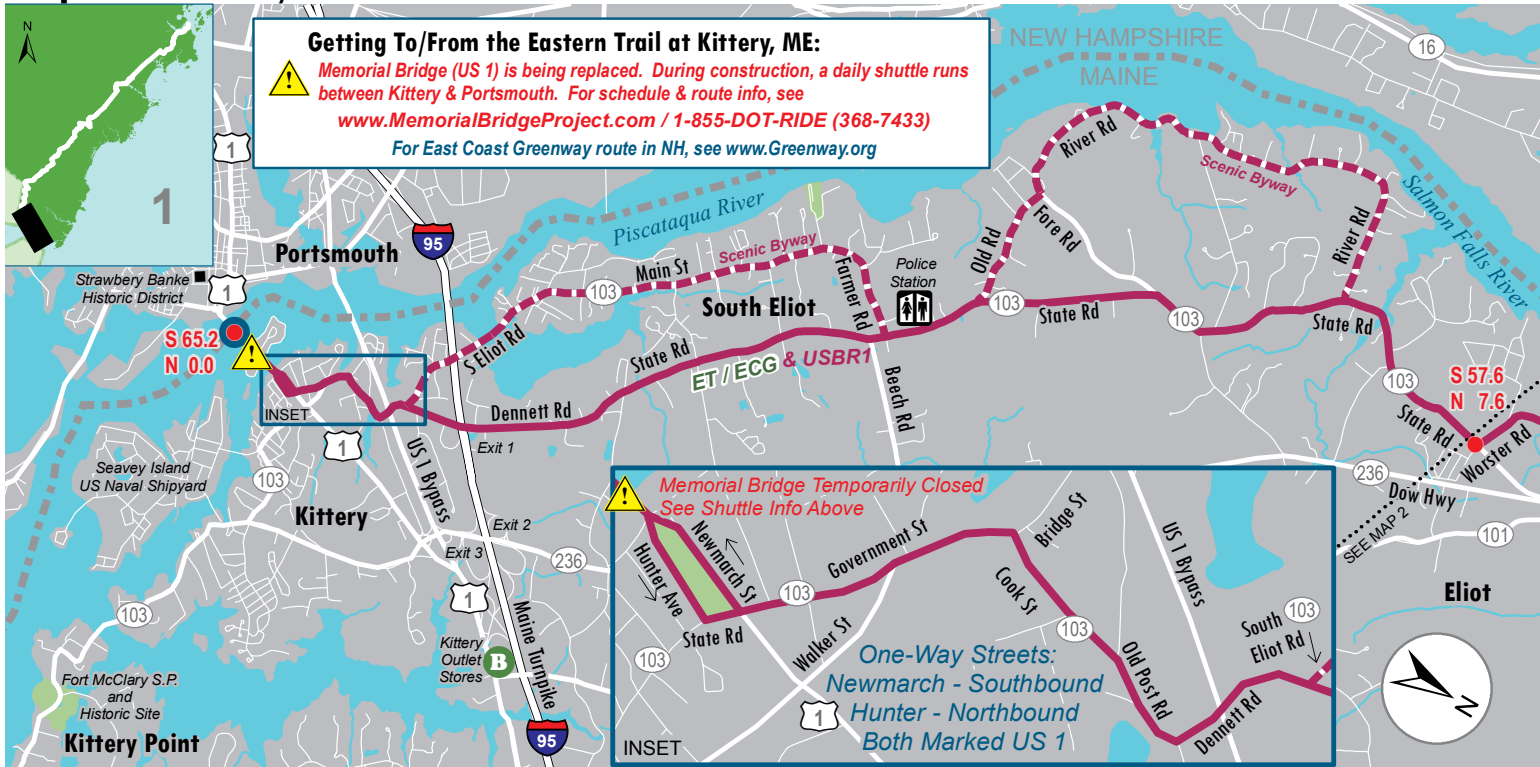 N
1
Getting To/From the Eastern Trail at Kittery, ME:
!
Memorial Bridge (US 1) is being replaced. During construction, a daily shuttle runs
between Kittery & Portsmouth. For schedule & route info, see
www.MemorialBridgeProject.com / 1-855-DOT-RIDE (368-7433)
For East Coast Greenway route in NH, see www.Greenway.org
NEW HAMPSHIRE
MAINE
16
1
95
Portsmouth
Strawbery Banke
Historic District
1
Piscataqua River
Salmon Falls River
River Rd
Scenic Byway
River Rd
Old Rd
Fore Rd
Main St
Scenic Byway
103
Farmer Rd
Police
Station
South Eliot
S Eliot Rd
State Rd
103
State Rd
103
State Rd
103
S 65.2
N 0.0
!
INSET
ET / ECG & USBR1
Dennett Rd
Beech Rd
Exit 1
1
US 1 Bypass
S 57.6
N 7.6
State Rd
Worster Rd
236
Dow Hwy
SEE MAP 2
101
Eliot
Seavey Island
US Naval Shipyard
103
Kittery
Exit 2
Exit 3
236
1
Maine Turnpike
Kittery
Outlet
Stores
B
95
103
Fort McClary S.P.
and
Historic Site
Kittery Point
!
Memorial Bridge Temporarily Closed
See Shuttle Info Above
Newmarch St
Hunter Ave
State Rd
103
103
Government St
Bridge St
Cook St
103
Walker St
1
Old Post Rd
US 1 Bypass
Dennett Rd
South
Eliot Rd
103
One-Way Streets:
Newmarch - Southbound
Hunter - Northbound
Both Marked US 1
INSET
N